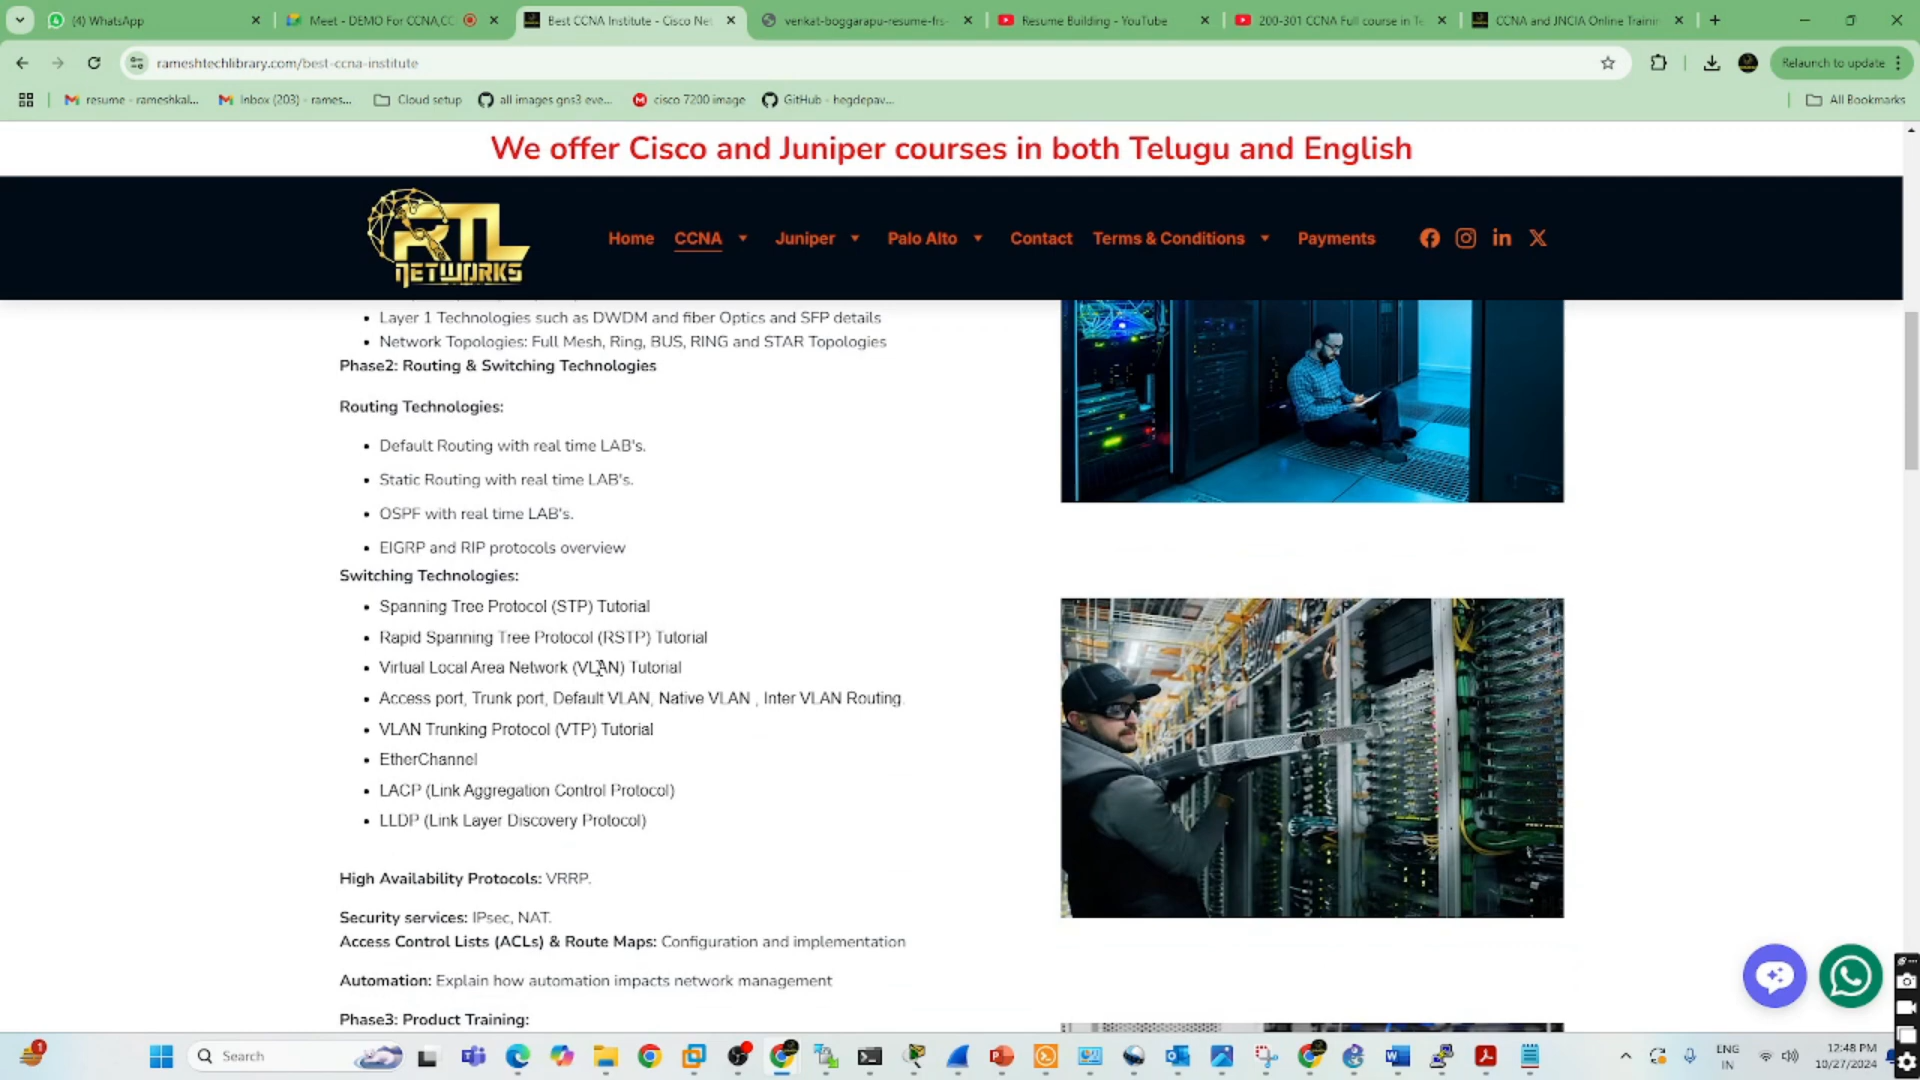 (4) WhatsApp
Meet - DEMO For CCNA,CC
Best CCNA Institute - Cisco Net
venkat-boggarapu-resume-frs-
Resume Building - YouTube
200-301 CCNA Full course in Te
CCNA and JNCIA Online Trainin
rameshtechlibrary.com/best-ccna-institute
Relaunch to update
resume - rameshkal...
Inbox (203) - rames...
Cloud setup
all images gns3 eve...
cisco 7200 image
GitHub - hegdepav...
All Bookmarks
We offer Cisco and Juniper courses in both Telugu and English
RTL
NETWORKS
Home
CCNA
Juniper
Palo Alto
Contact
Terms & Conditions
Payments
Layer 1 Technologies such as DWDM and fiber Optics and SFP details
Network Topologies: Full Mesh, Ring, BUS, RING and STAR Topologies
Phase2: Routing & Switching Technologies
Routing Technologies:
Default Routing with real time LAB's.
Static Routing with real time LAB's.
OSPF with real time LAB's.
EIGRP and RIP protocols overview
Switching Technologies:
Spanning Tree Protocol (STP) Tutorial
Rapid Spanning Tree Protocol (RSTP) Tutorial
Virtual Local Area Network (VLAN) Tutorial
Access port, Trunk port, Default VLAN, Native VLAN , Inter VLAN Routing.
VLAN Trunking Protocol (VTP) Tutorial
EtherChannel
LACP (Link Aggregation Control Protocol)
LLDP (Link Layer Discovery Protocol)
High Availability Protocols: VRRP.
Security services: IPsec, NAT.
Access Control Lists (ACLs) & Route Maps: Configuration and implementation
Automation: Explain how automation impacts network management
Phase3: Product Training:
Search
ENG
IN
12:48 PM
10/27/2024